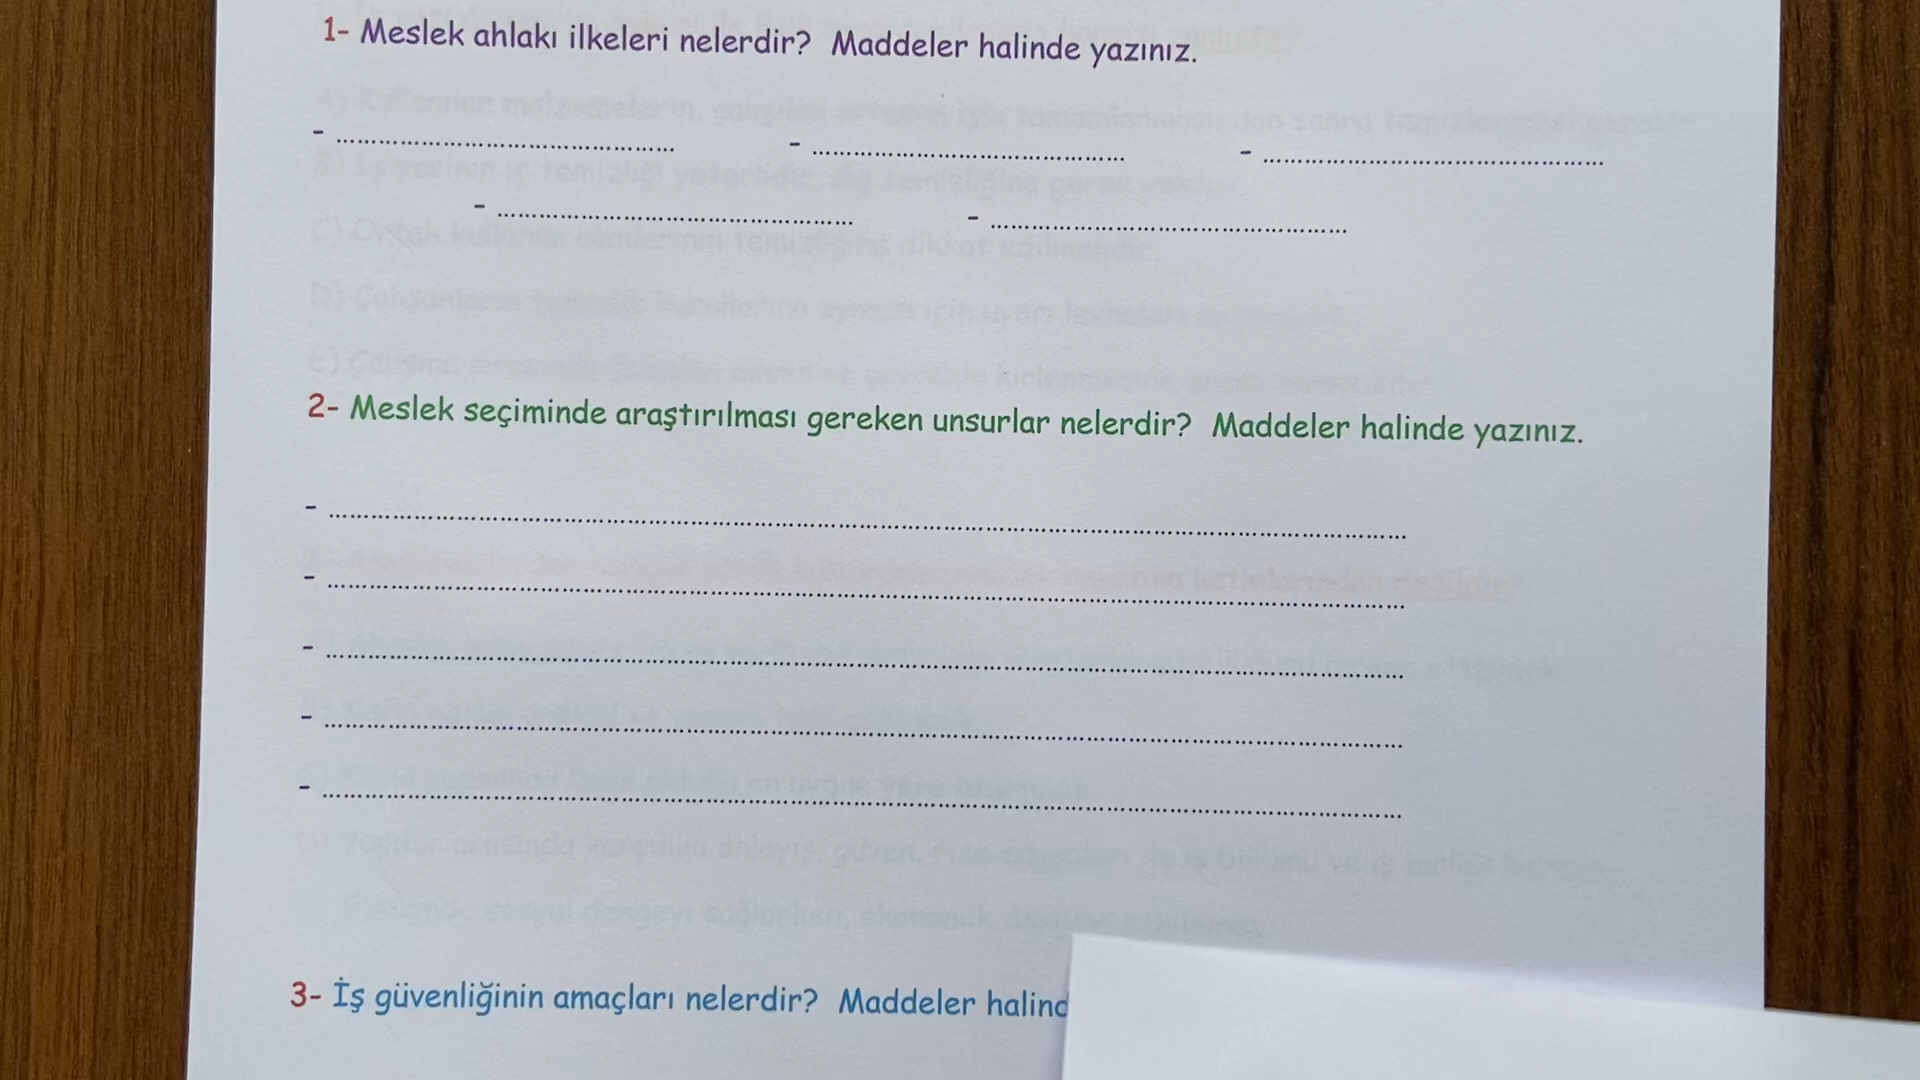 1- Meslek ahlakı ilkeleri nelerdir? Maddeler halinde yazınız.
- ........................................ - ........................................ - ........................................
- ........................................ - ........................................
2- Meslek seçiminde araştırılması gereken unsurlar nelerdir? Maddeler halinde yazınız.
- ................................................................................
- ................................................................................
- ................................................................................
- ................................................................................
- ................................................................................
3- İş güvenliğinin amaçları nelerdir? Maddeler